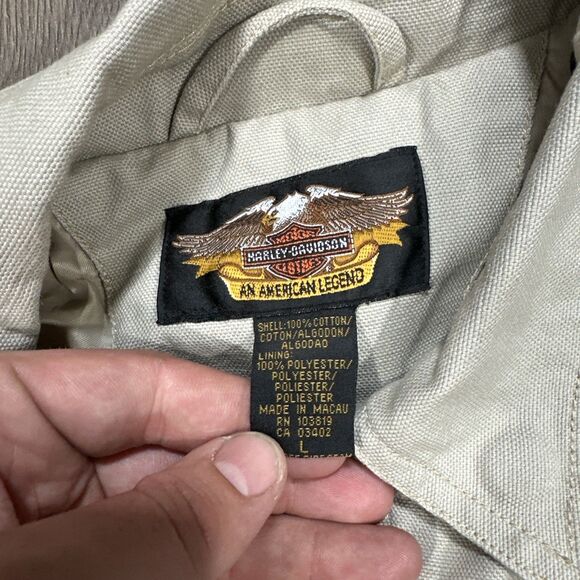 MOTOR
HARLEY-DAVIDSON
CLOTHES
AN AMERICAN LEGEND
SHELL:100% COTTON/
COTON/ALGODON/
ALGODAO
LINING:
100% POLYESTER/
POLYESTER/
POLIESTER/
POLIESTER
MADE IN MACAU
RN 103819
CA 03402
L